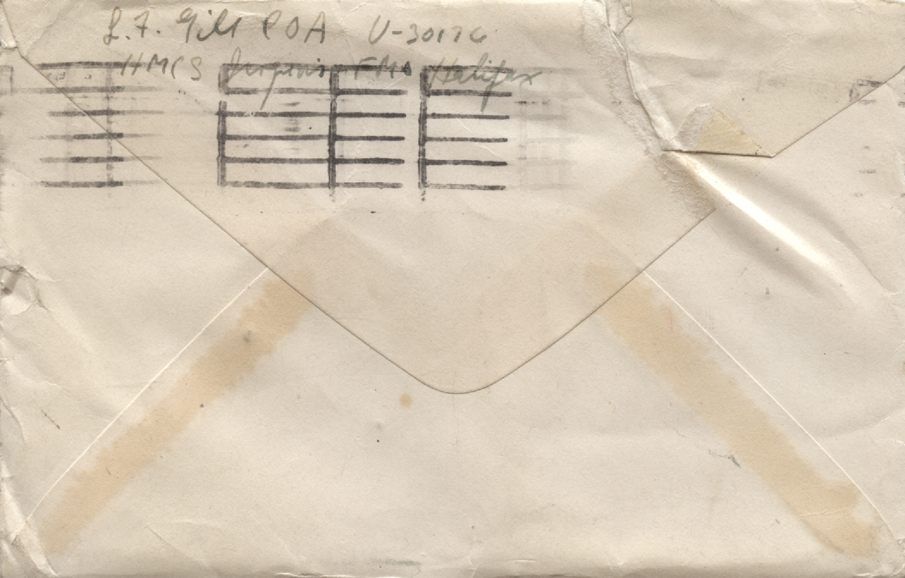 L.F. Gill POA U-30176
HMCS FMO Halifax